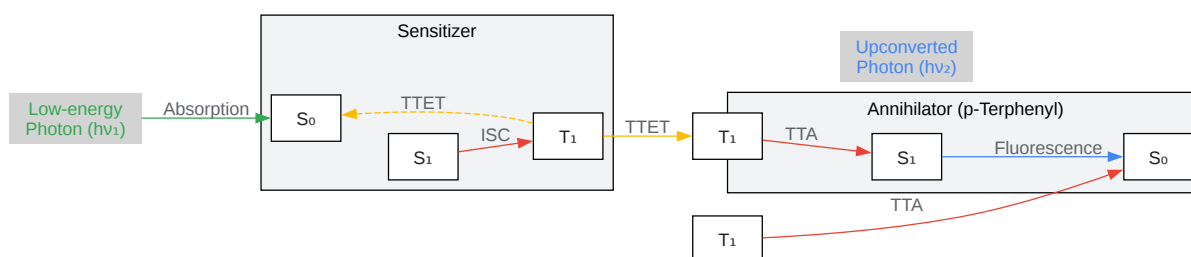 Sensitizer
Upconverted
Photon (hν₂)
Low-energy
Photon (hν₁)
Absorption
S₀
TTET
ISC
S₁
T₁
TTET
Annihilator (p-Terphenyl)
T₁
TTA
S₁
Fluorescence
S₀
TTA
T₁